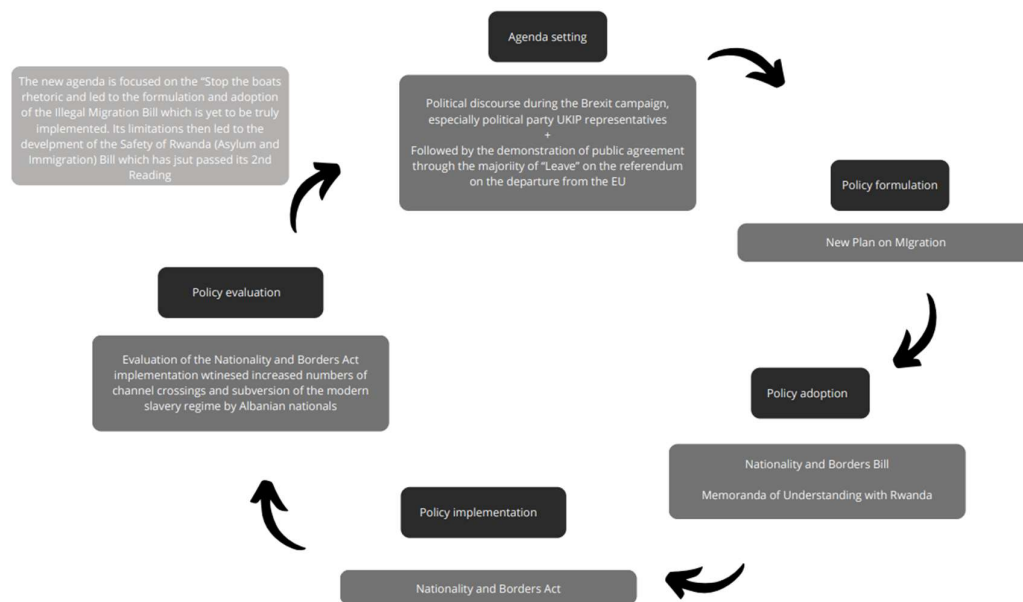 Agenda setting
Political discourse during the Brexit campaign,
especially political party UKIP representatives
+
Followed by the demonstration of public agreement
through the majoriity of “Leave” on the referendum
on the departure from the EU
Policy formulation
New Plan on MIgration
Policy adoption
Nationality and Borders Bill
Memoranda of Understanding with Rwanda
Policy implementation
Nationality and Borders Act
Policy evaluation
Evaluation of the Nationality and Borders Act
implementation wtinesed increased numbers of
channel crossings and subversion of the modern
slavery regime by Albanian nationals
The new agenda is focused on the “Stop the boats
rhetoric and led to the formulation and adoption
of the Illegal Migration Bill which is yet to be truly
implemented. Its limitations then led to the
develpment of the Safety of Rwanda (Asylum and
Immigration) Bill which has jsut passed its 2nd
Reading